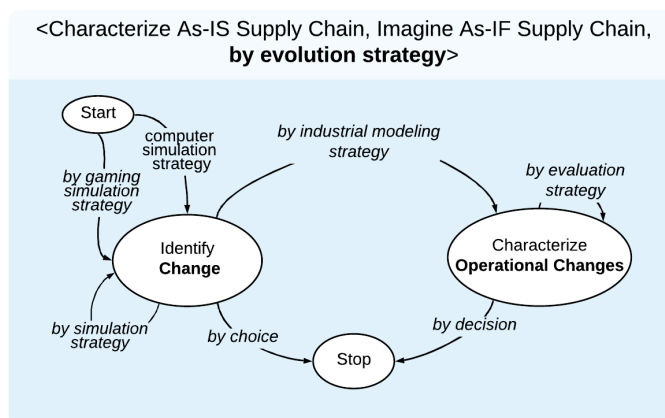 <Characterize As-IS Supply Chain, Imagine As-IF Supply Chain,
by evolution strategy>
Start
computer
simulation
strategy
by gaming
simulation
strategy
by industrial modeling
strategy
by evaluation
strategy
Identify
Change
Characterize
Operational Changes
by simulation
strategy
by choice
by decision
Stop